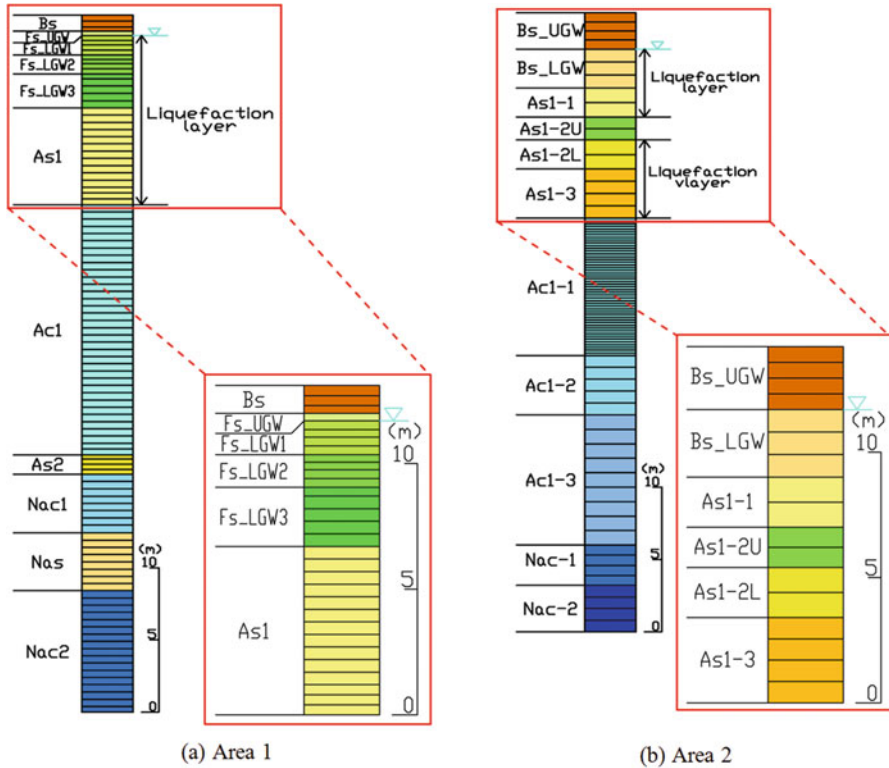 Bs
Fs_UGW
Fs_LGW1
Fs_LGW2
Fs_LGW3
As1
Liquefaction
layer
Ac1
As2
Nac1
Nas
Nac2
(m)
10
5
0
Bs
Fs_UGW
Fs_LGW1
Fs_LGW2
Fs_LGW3
As1
(m)
10
5
0
(a) Area 1
Bs_UGW
Bs_LGW
As1-1
As1-2U
As1-2L
As1-3
Liquefaction
layer
Liquefaction
vlayer
Ac1-1
Ac1-2
Ac1-3
Nac-1
Nac-2
(m)
10
5
0
Bs_UGW
Bs_LGW
As1-1
As1-2U
As1-2L
As1-3
(m)
10
5
0
(b) Area 2